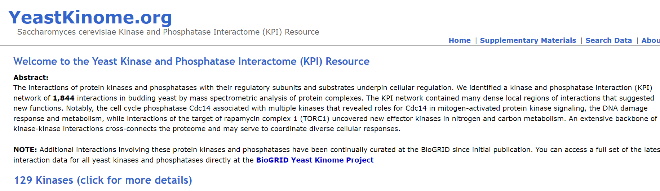 YeastKinome.org
Saccharomyces cerevisiae Kinase and Phosphatase Interactome (KPI) Resource
Home | Supplementary Materials | Search Data | Abou
Welcome to the Yeast Kinase and Phosphatase Interactome (KPI) Resource
Abstract:
The interactions of protein kinases and phosphatases with their regulatory subunits and substrates underpin cellular regulation. We identified a kinase and phosphatase interaction (KPI)
network of 1,844 interactions in budding yeast by mass spectrometric analysis of protein complexes. The KPI network contained many dense local regions of interactions that suggested
new functions. Notably, the cell cycle phosphatase Cdc14 associated with multiple kinases that revealed roles for Cdc14 in mitogen-activated protein kinase signaling, the DNA damage
response and metabolism, while interactions of the target of rapamycin complex 1 (TORC1) uncovered new effector kinases in nitrogen and carbon metabolism. An extensive backbone of
kinase-kinase interactions cross-connects the proteome and may serve to coordinate diverse cellular responses.
NOTE: Additional interactions involving these protein kinases and phosphatases have been continually curated at the BioGRID since initial publication. You can access a full set of the lates
interaction data for all yeast kinases and phosphatases directly at the BioGRID Yeast Kinome Project
129 Kinases (click for more details)